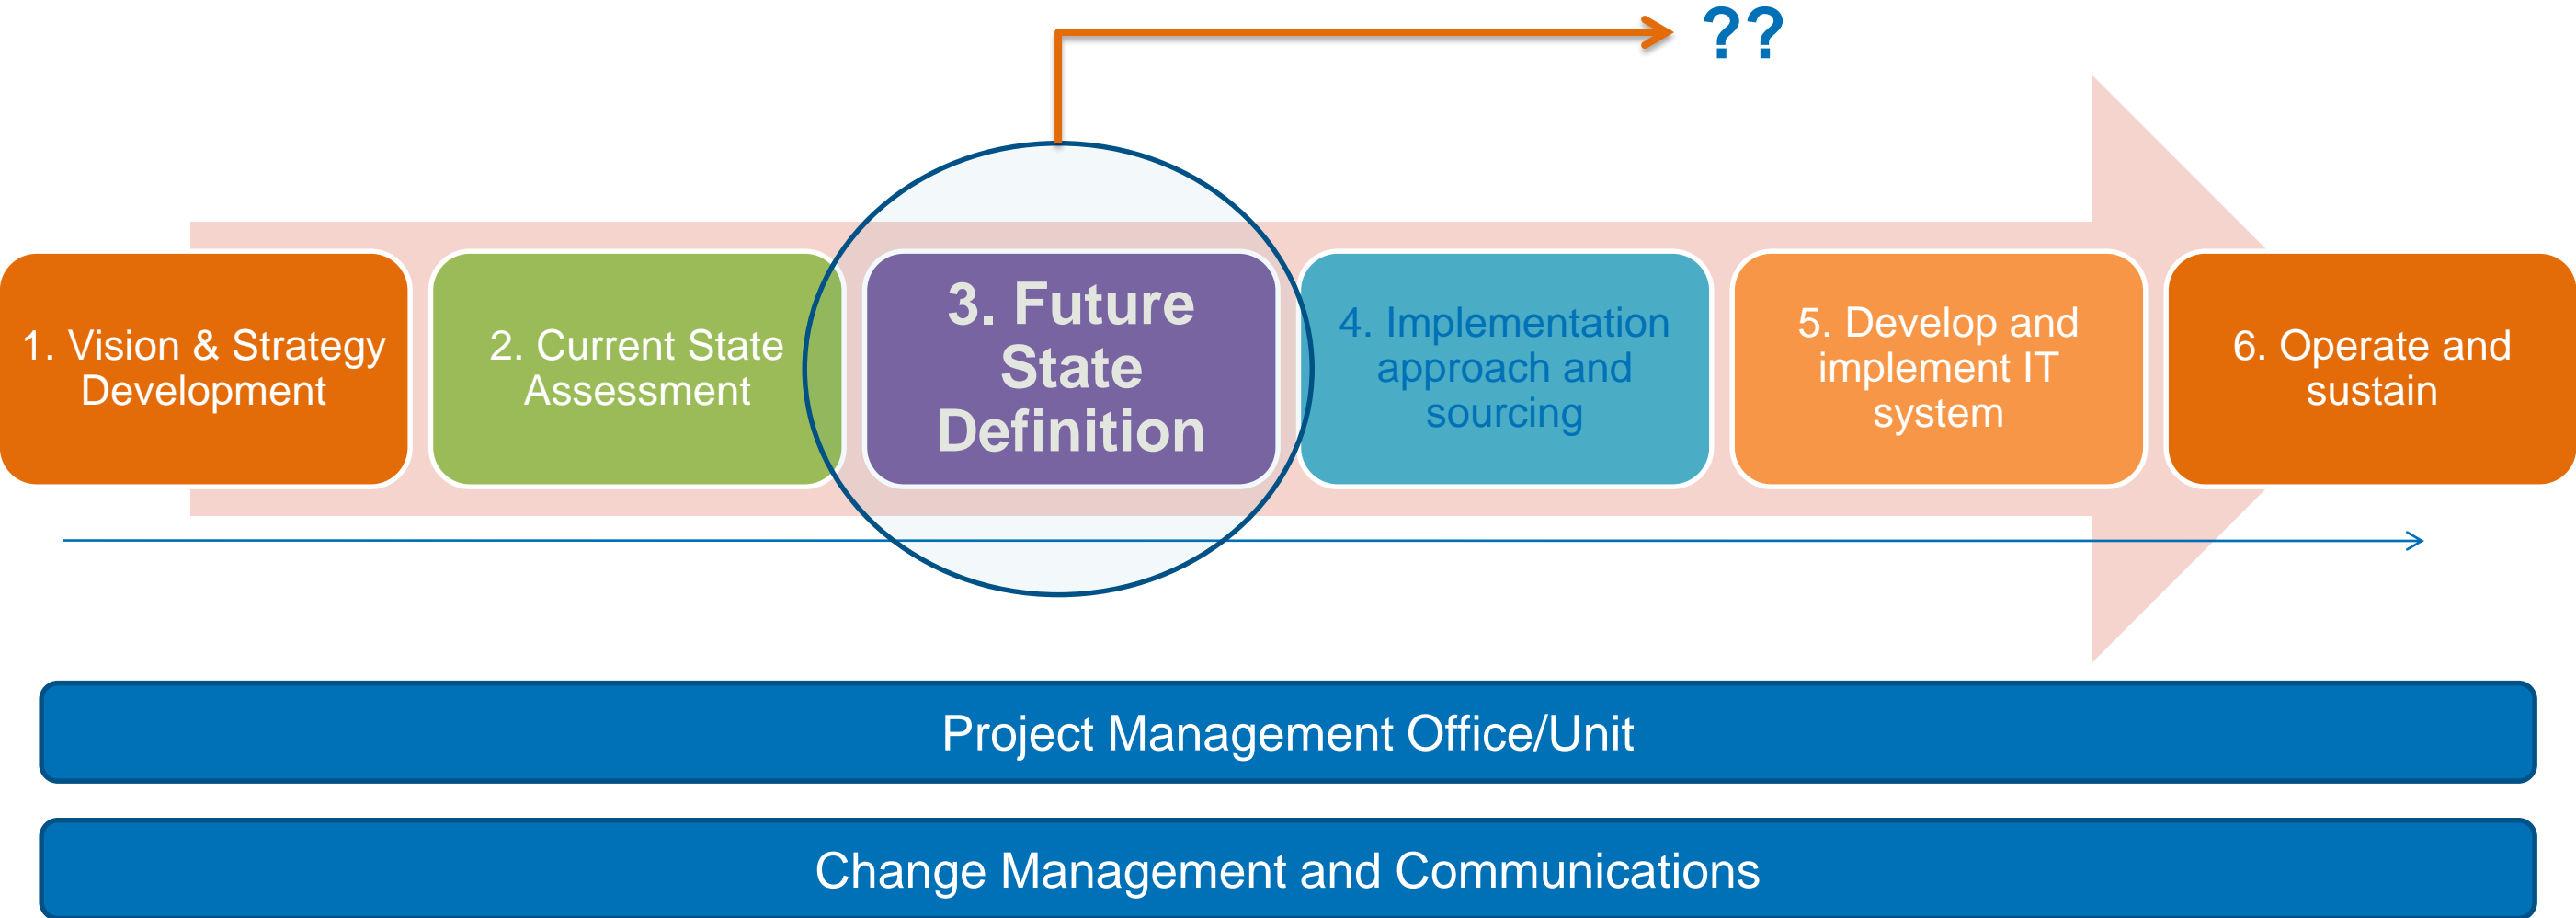 ??
1. Vision & Strategy
Development
2. Current State
Assessment
3. Future
State
Definition
4. Implementation
approach and
sourcing
5. Develop and
implement IT
system
6. Operate and
sustain
Project Management Office/Unit
Change Management and Communications